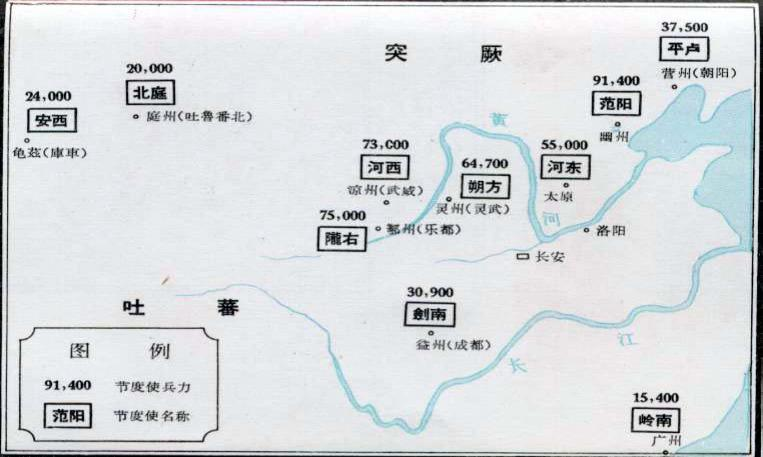 37,500
平卢
营州(朝阳)
突 厥
20,000
北庭
庭州(吐魯番北)
91,400
范阳
幽州
24,000
安西
龟兹(庫車)
黄
河
73,000
河西
凉州(武威)
64,700
朔方
灵州(灵武)
55,000
河东
太原
75,000
隴右
鄯州(乐都)
洛阳
长安
吐 蕃
30,900
劍南
益州(成都)
长 江
15,400
岭南
广州
图 例
91,400 节度使兵力
范阳 节度使名称